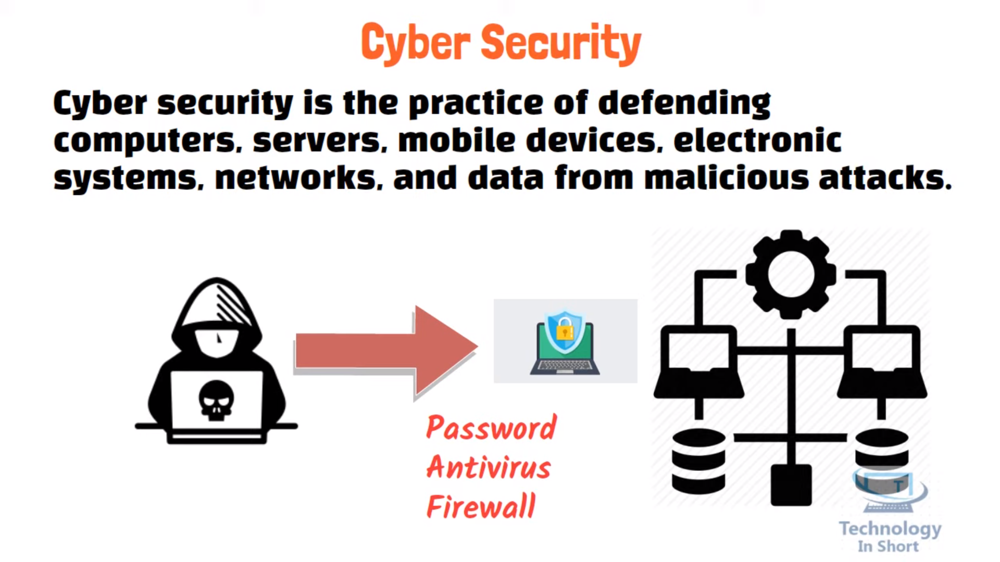 Cyber Security
Cyber security is the practice of defending
computers, servers, mobile devices, electronic
systems, networks, and data from malicious attacks.
Password
Antivirus
Firewall
T
Technology
In Short